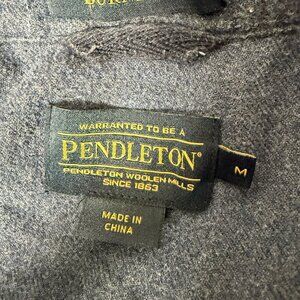 WARRANTED TO BE A
PENDLETON®
PENDLETON WOOLEN MILLS
SINCE 1863
M
MADE IN
CHINA